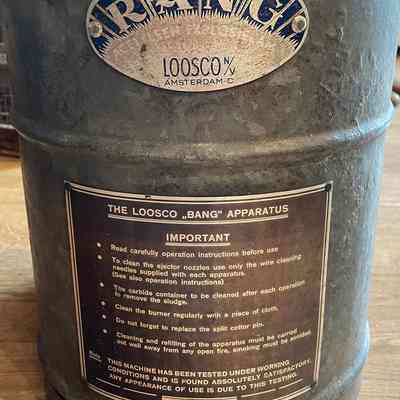 BANG
LOOSCO N/V
AMSTERDAM-C
THE LOOSCO „BANG" APPARATUS
IMPORTANT
Read carefully operation instructions before use
To clean the ejector nozzles use only the wire cleaning
needles supplied with each apparatus.
(See also operation instructions)
The carbide container to be cleaned after each operation
to remove the sludge.
Clean the burner regularly with a piece of cloth.
Do not forget to replace the split cotter pin.
Cleaning and refilling of the apparatus must be carried
out well away from any open fire, smoking must be avoided.
THIS MACHINE HAS BEEN TESTED UNDER WORKING
CONDITIONS AND IS FOUND ABSOLUTELY SATISFACTORY.
ANY APPEARANCE OF USE IS DUE TO THIS TESTING.